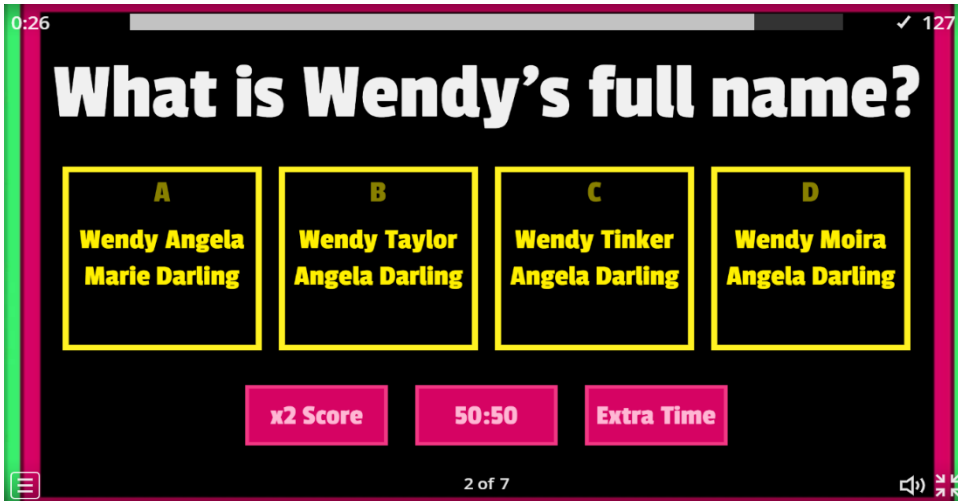 0:26
✓ 127
What is Wendy’s full name?
A
Wendy Angela
Marie Darling
B
Wendy Taylor
Angela Darling
C
Wendy Tinker
Angela Darling
D
Wendy Moira
Angela Darling
x2 Score
50:50
Extra Time
2 of 7